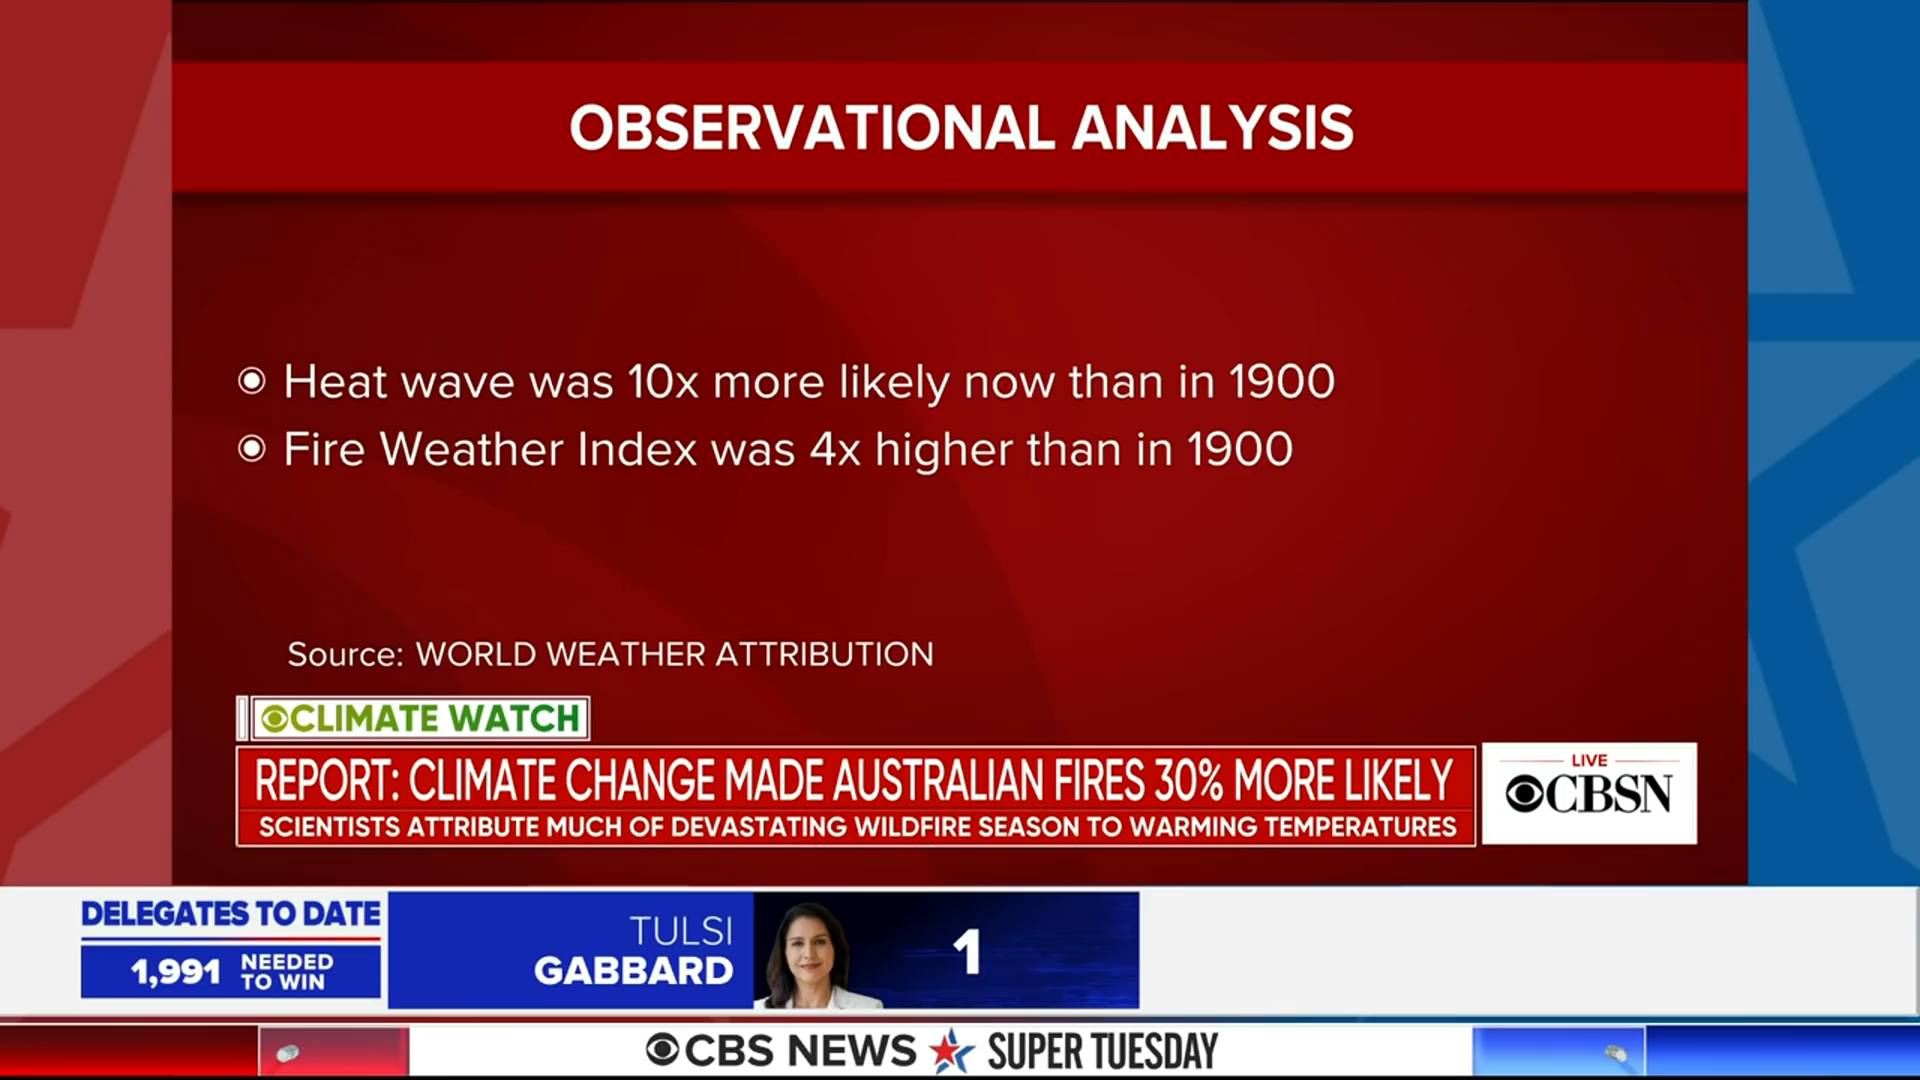 OBSERVATIONAL ANALYSIS
Heat wave was 10x more likely now than in 1900
Fire Weather Index was 4x higher than in 1900
Source: WORLD WEATHER ATTRIBUTION
CLIMATE WATCH
REPORT: CLIMATE CHANGE MADE AUSTRALIAN FIRES 30% MORE LIKELY
SCIENTISTS ATTRIBUTE MUCH OF DEVASTATING WILDFIRE SEASON TO WARMING TEMPERATURES
LIVE
CBSN
DELEGATES TO DATE
1,991 NEEDED TO WIN
TULSI
GABBARD
1
CBS NEWS SUPER TUESDAY